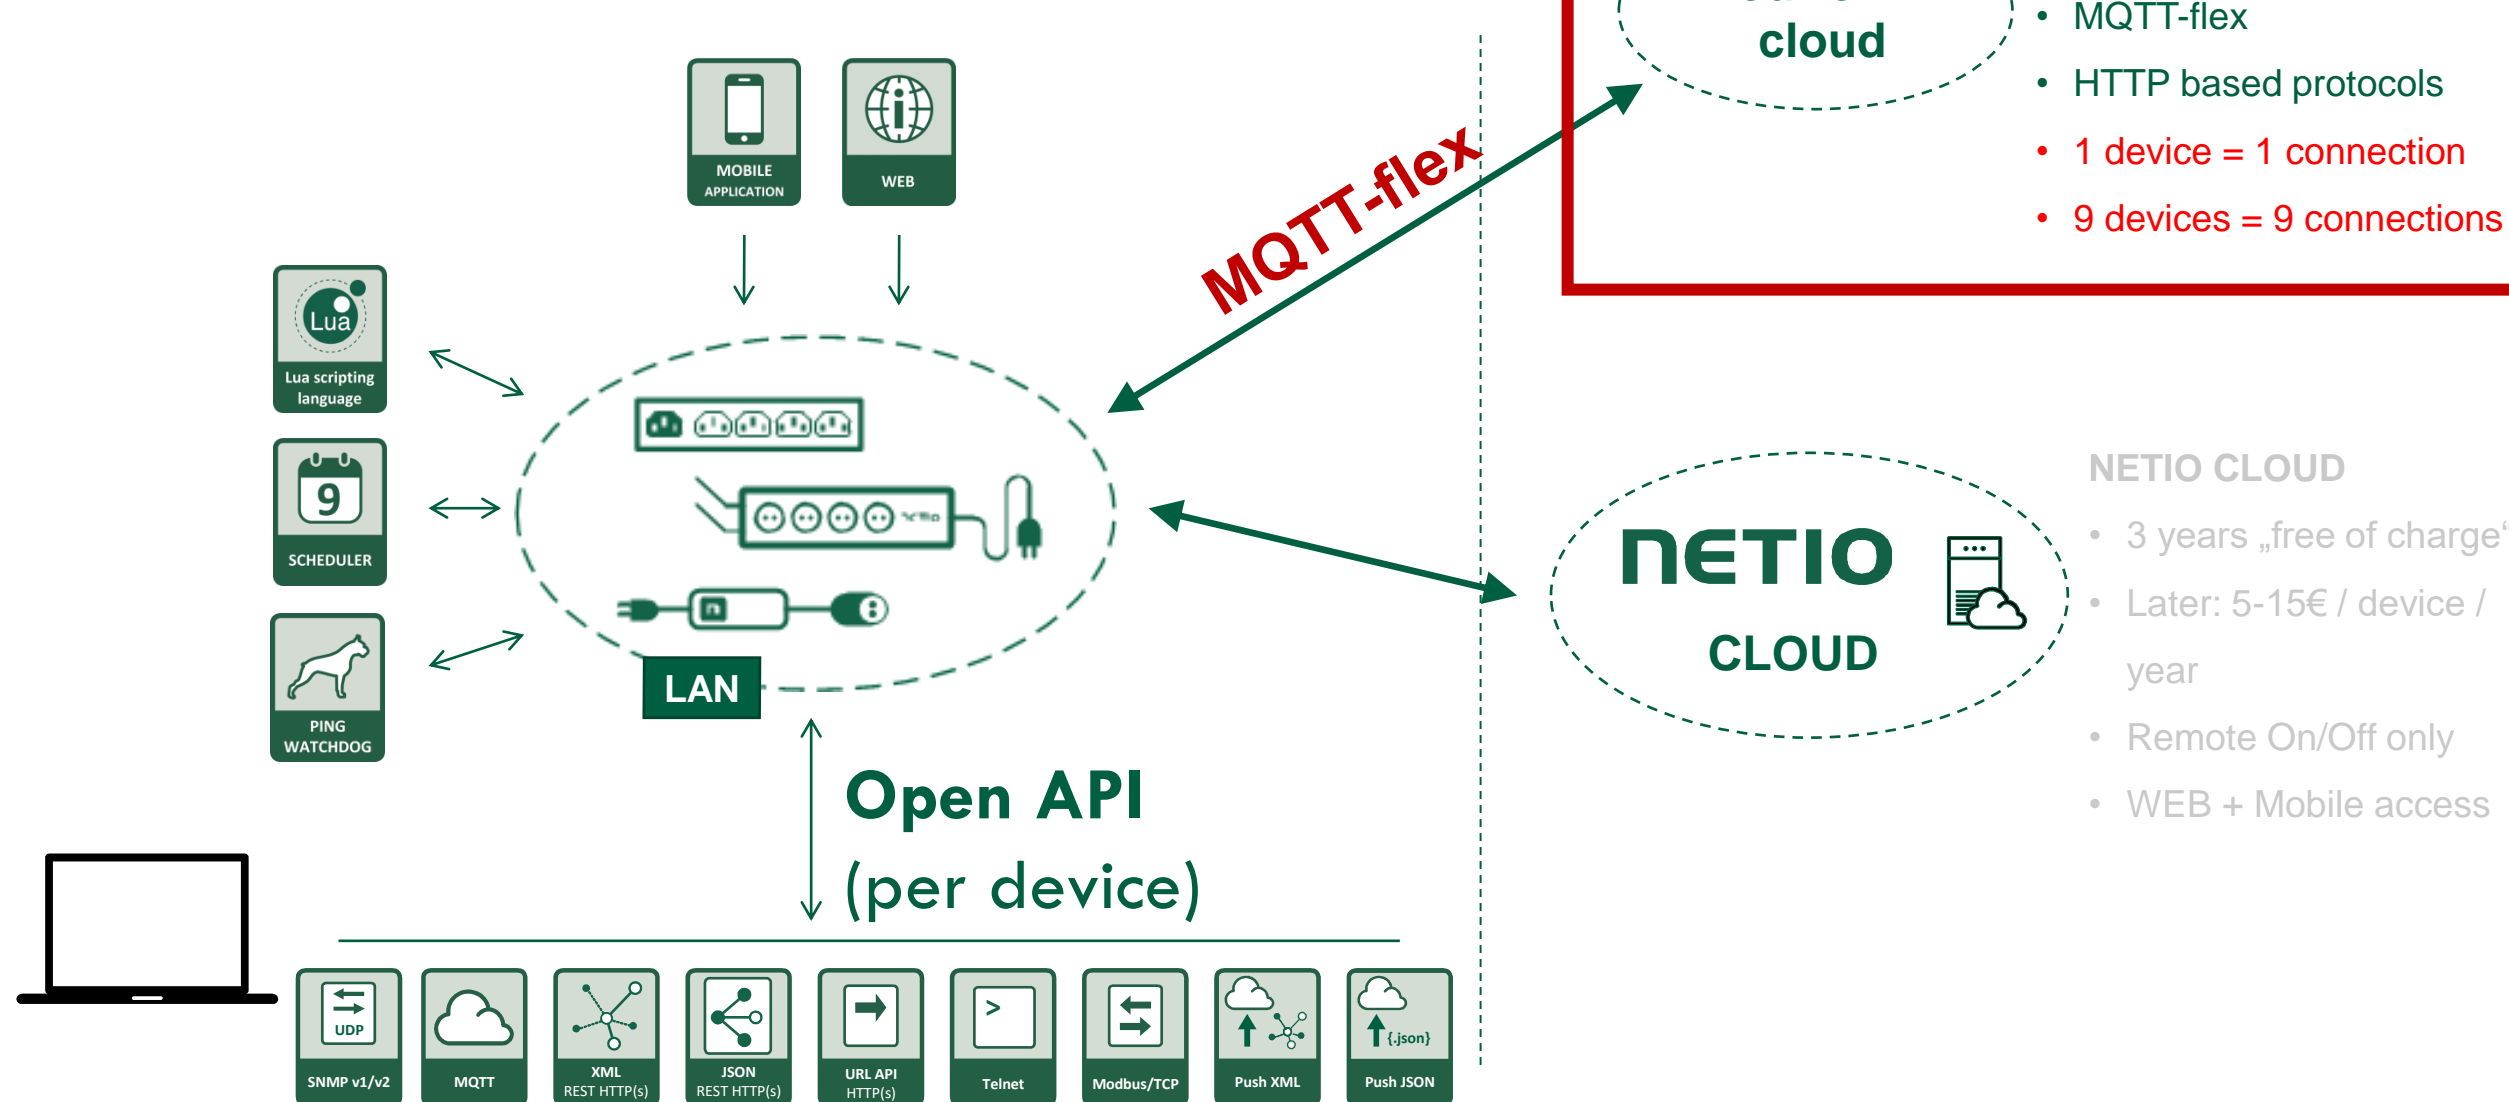 cloud
• MQTT-flex
• HTTP based protocols
• 1 device = 1 connection
• 9 devices = 9 connections
MOBILE
APPLICATION
WEB
MQTT-flex
Lua
Lua scripting
language
9
SCHEDULER
PING
WATCHDOG
LAN
NETIO
CLOUD
NETIO CLOUD
• 3 years „free of charge“
• Later: 5-15€ / device /
year
• Remote On/Off only
• WEB + Mobile access
Open API
(per device)
UDP
SNMP v1/v2
MQTT
XML
REST HTTP(s)
JSON
REST HTTP(s)
URL API
HTTP(s)
>
Telnet
Modbus/TCP
Push XML
{.json}
Push JSON